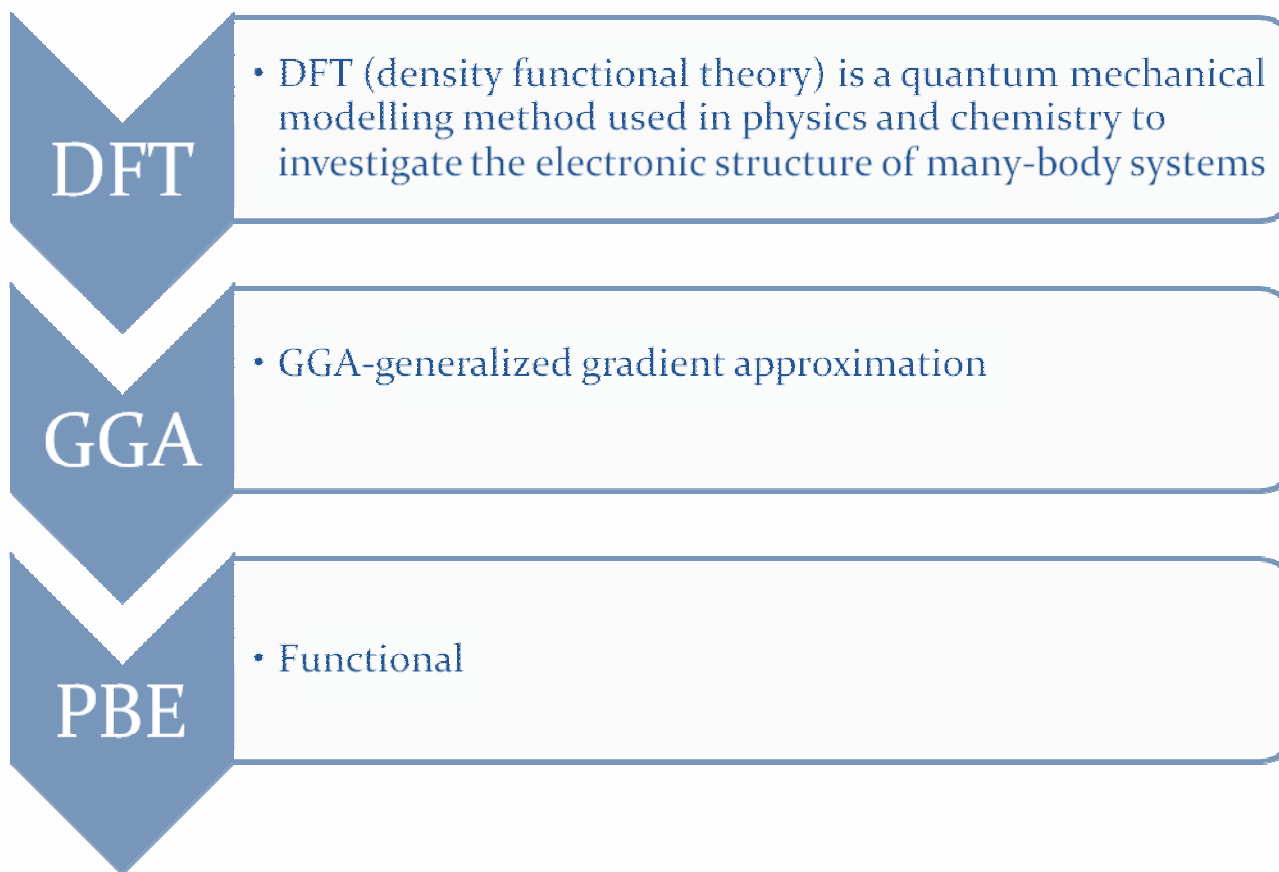 DFT
• DFT (density functional theory) is a quantum mechanical
modelling method used in physics and chemistry to
investigate the electronic structure of many-body systems
GGA
• GGA-generalized gradient approximation
PBE
• Functional